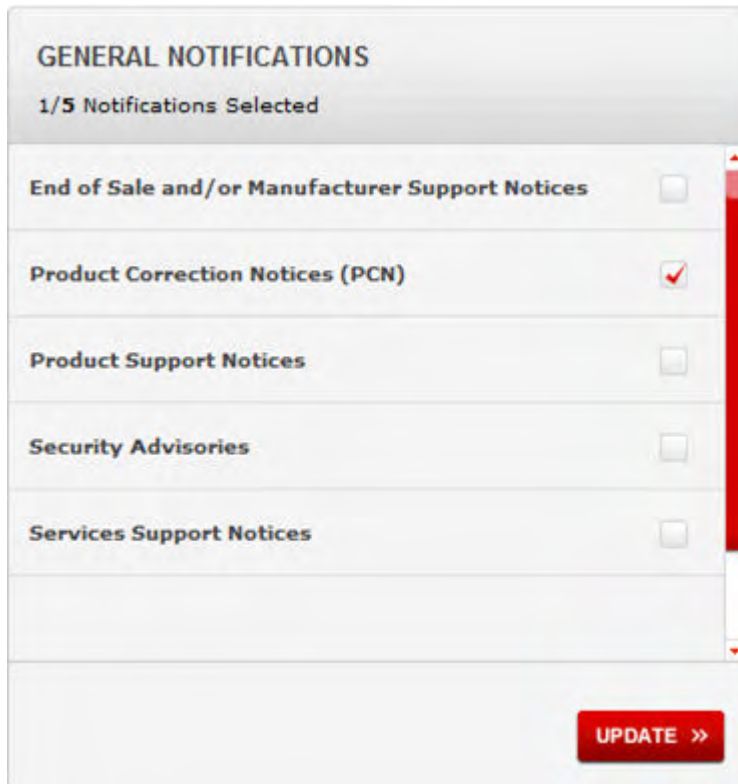 GENERAL NOTIFICATIONS
1/5 Notifications Selected
End of Sale and/or Manufacturer Support Notices
Product Correction Notices (PCN)
Product Support Notices
Security Advisories
Services Support Notices
UPDATE »